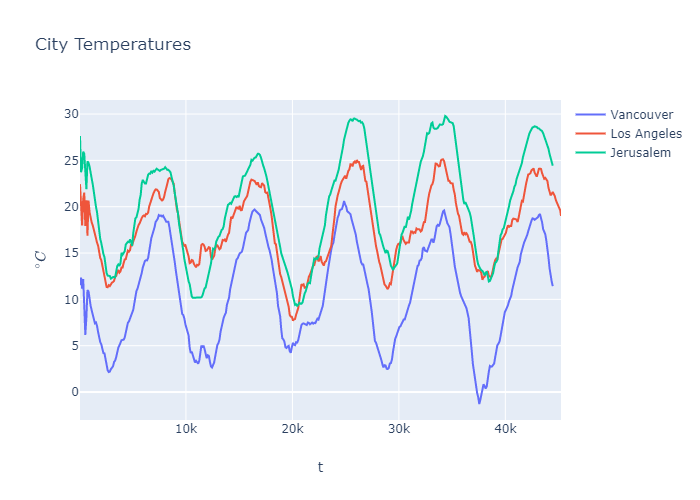 City Temperatures
Vancouver
Los Angeles
Jerusalem
30
25
20
15
10
5
0
°C
10k
20k
30k
40k
t